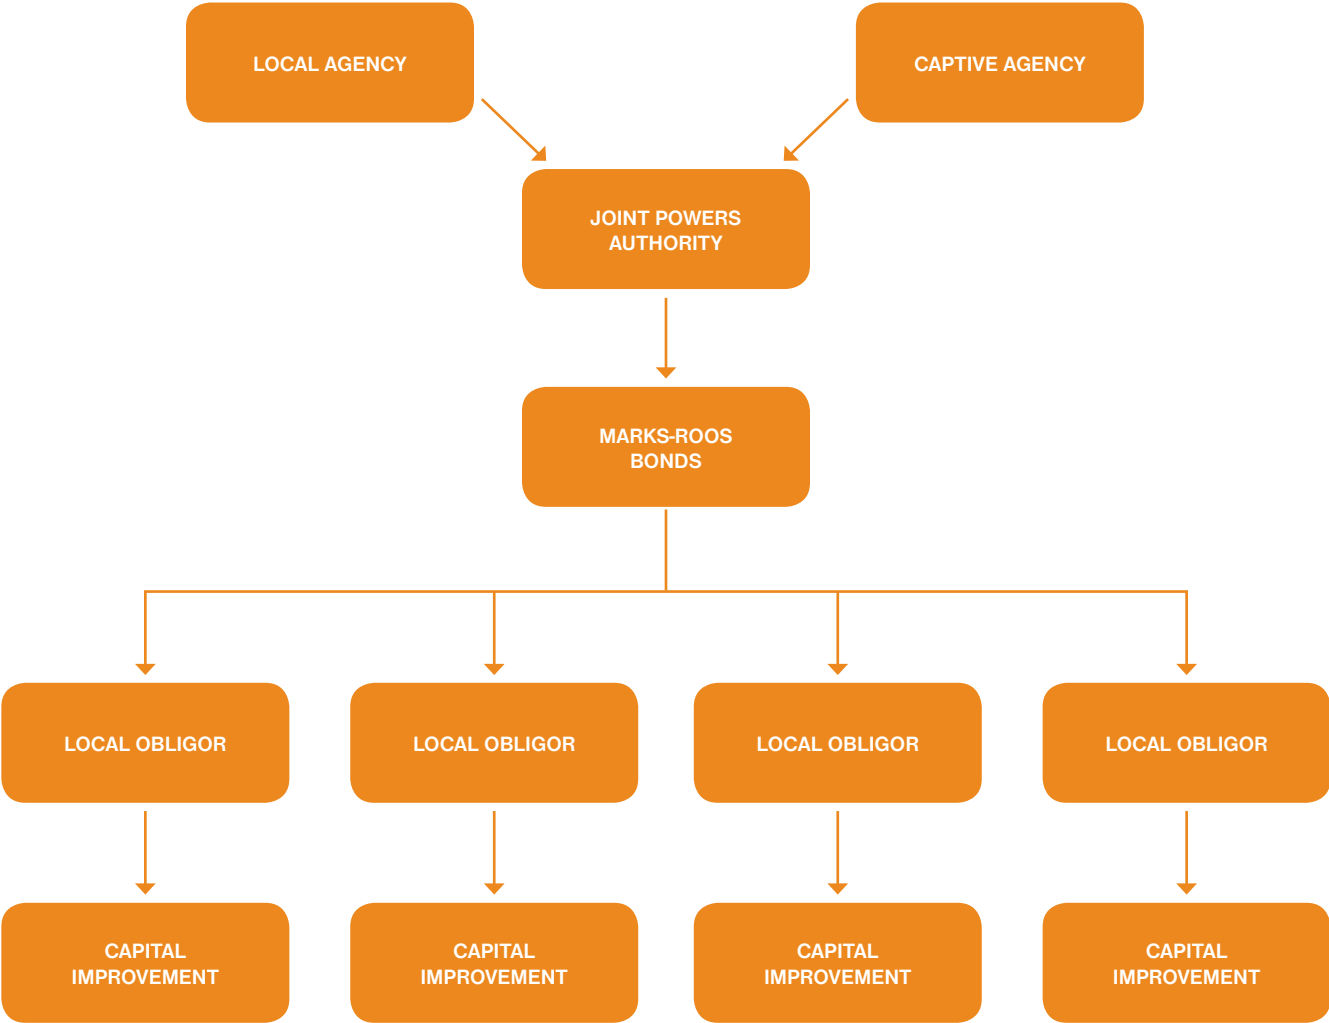 LOCAL AGENCY
CAPTIVE AGENCY
JOINT POWERS
AUTHORITY
MARKS-ROOS
BONDS
LOCAL OBLIGOR
LOCAL OBLIGOR
LOCAL OBLIGOR
LOCAL OBLIGOR
CAPITAL
IMPROVEMENT
CAPITAL
IMPROVEMENT
CAPITAL
IMPROVEMENT
CAPITAL
IMPROVEMENT